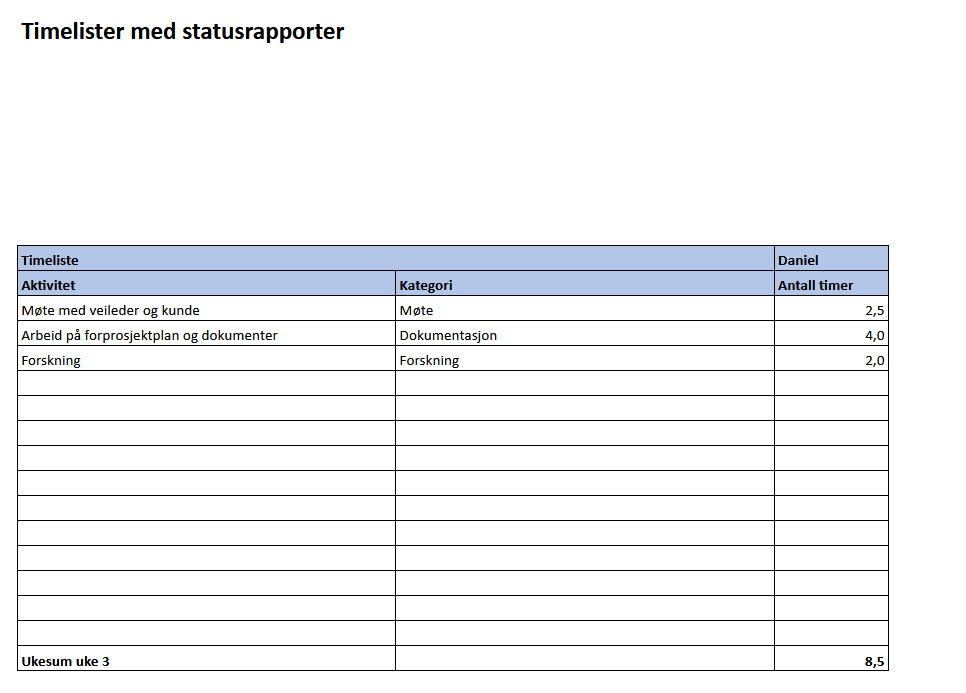 Timelister med statusrapporter
Timeliste Daniel
Aktivitet Kategori Antall timer
Møte med veileder og kunde Møte 2,5
Arbeid på forprosjektplan og dokumenter Dokumentasjon 4,0
Forskning Forskning 2,0
Ukesum uke 3 8,5